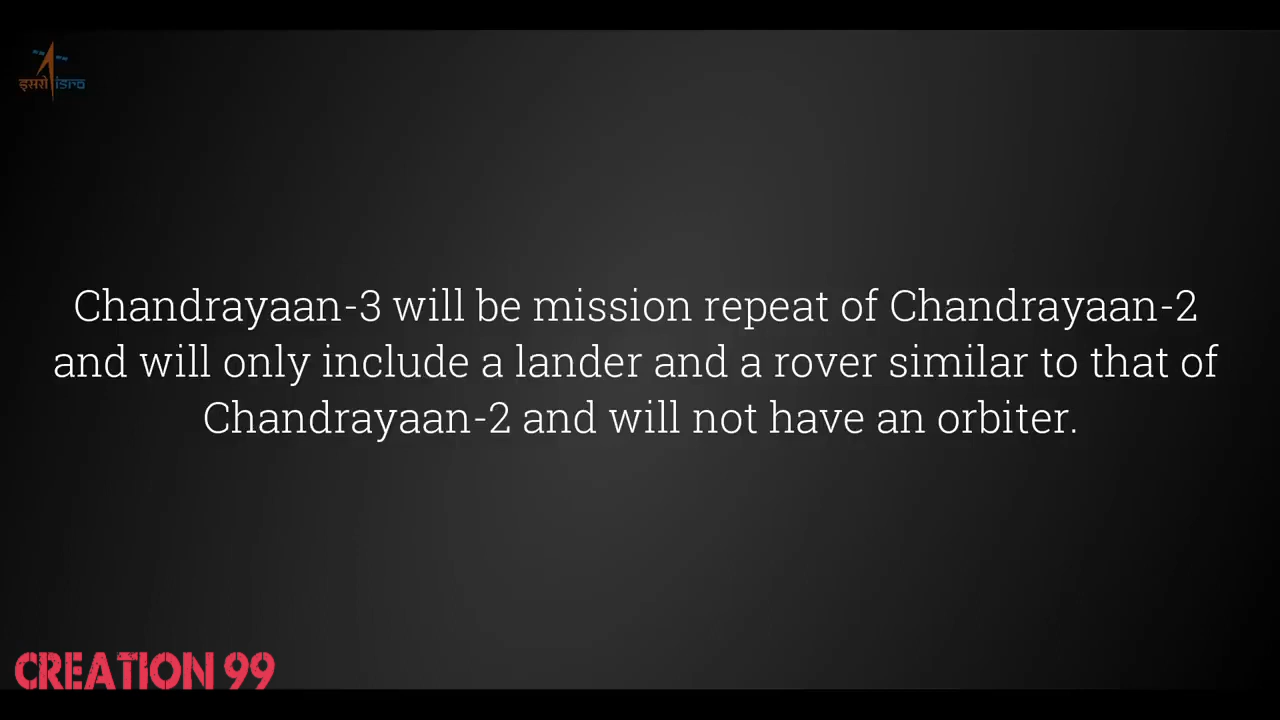 इसरो isro
Chandrayaan-3 will be mission repeat of Chandrayaan-2
and will only include a lander and a rover similar to that of
Chandrayaan-2 and will not have an orbiter.
CREATION 99